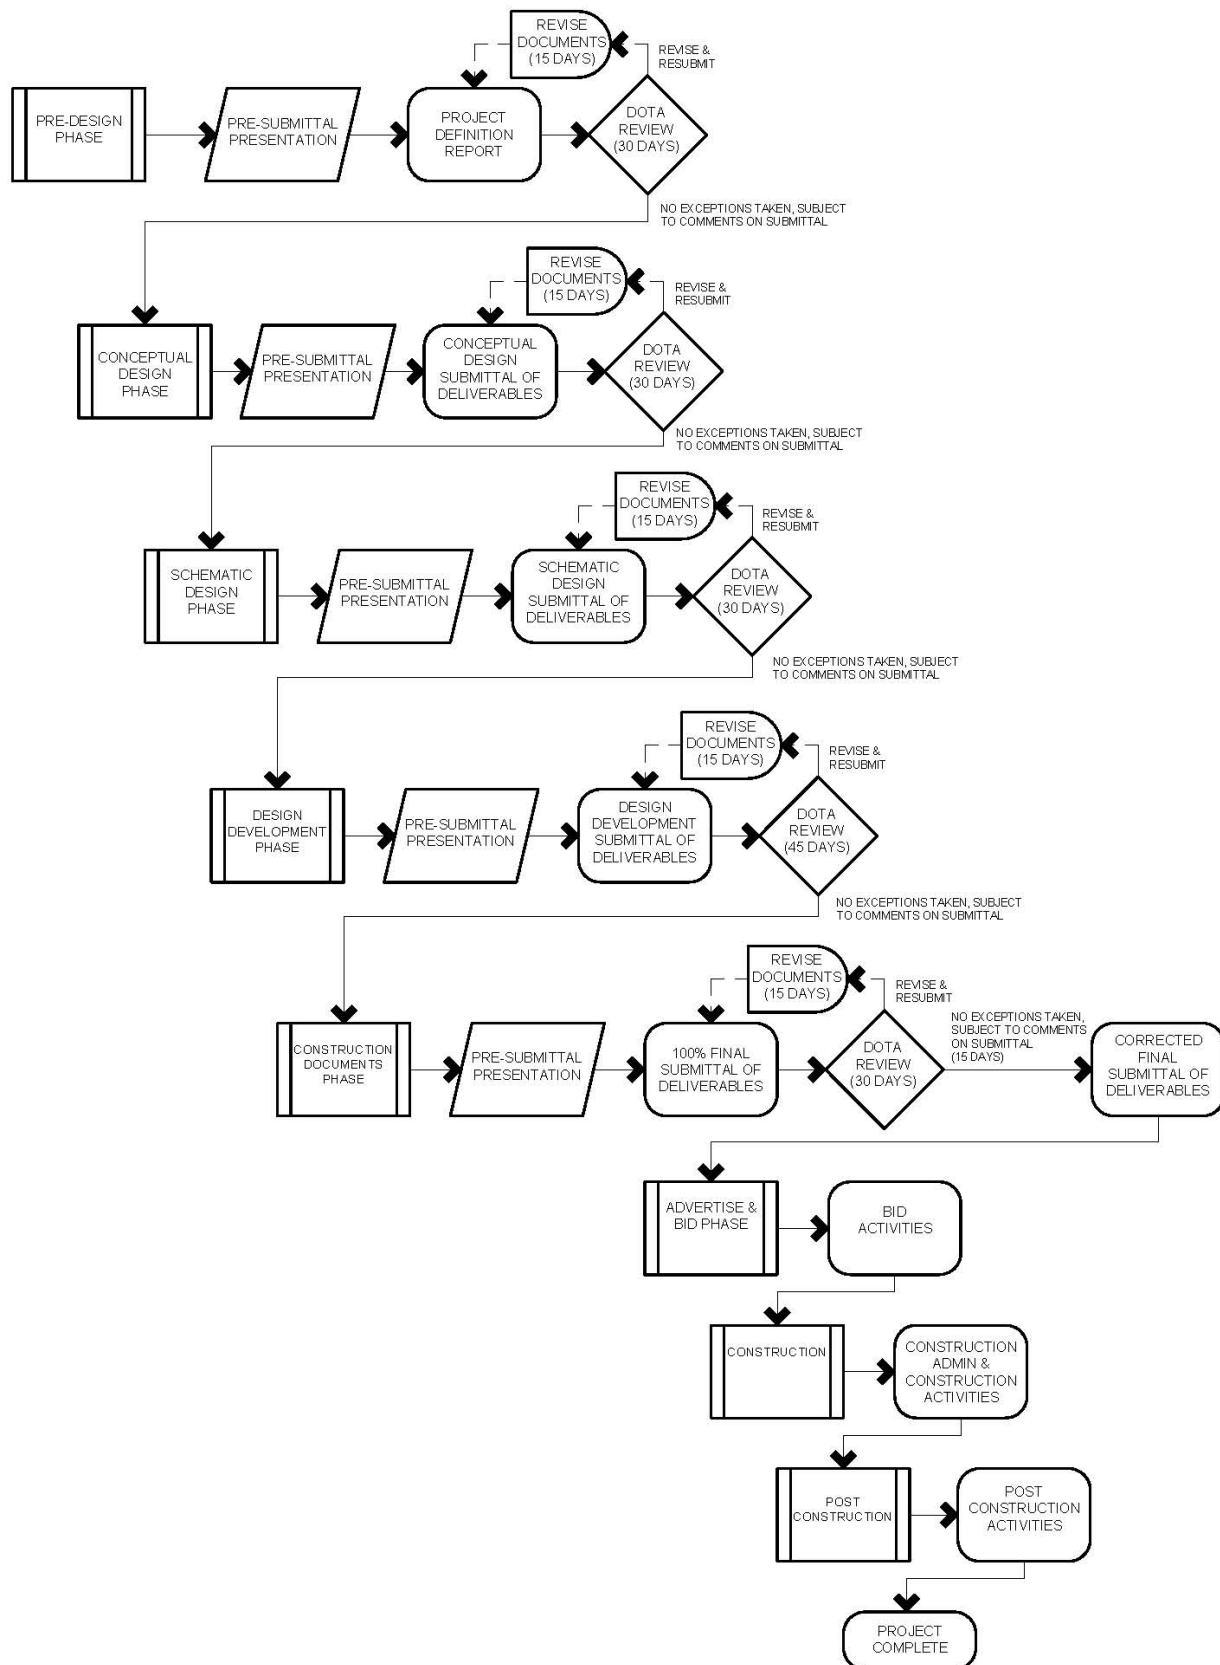 REVISE
DOCUMENTS
(15 DAYS)
REVISE &
RESUBMIT
PRE-DESIGN
PHASE
PRE-SUBMITTAL
PRESENTATION
PROJECT
DEFINITION
REPORT
DOTA
REVIEW
(30 DAYS)
NO EXCEPTIONS TAKEN, SUBJECT
TO COMMENTS ON SUBMITTAL
REVISE
DOCUMENTS
(15 DAYS)
REVISE &
RESUBMIT
CONCEPTUAL
DESIGN
PHASE
PRE-SUBMITTAL
PRESENTATION
CONCEPTUAL
DESIGN
SUBMITTAL OF
DELIVERABLES
DOTA
REVIEW
(30 DAYS)
NO EXCEPTIONS TAKEN, SUBJECT
TO COMMENTS ON SUBMITTAL
REVISE
DOCUMENTS
(15 DAYS)
REVISE &
RESUBMIT
SCHEMATIC
DESIGN
PHASE
PRE-SUBMITTAL
PRESENTATION
SCHEMATIC
DESIGN
SUBMITTAL OF
DELIVERABLES
DOTA
REVIEW
(30 DAYS)
NO EXCEPTIONS TAKEN, SUBJECT
TO COMMENTS ON SUBMITTAL
REVISE
DOCUMENTS
(15 DAYS)
REVISE &
RESUBMIT
DESIGN
DEVELOPMENT
PHASE
PRE-SUBMITTAL
PRESENTATION
DESIGN
DEVELOPMENT
SUBMITTAL OF
DELIVERABLES
DOTA
REVIEW
(45 DAYS)
NO EXCEPTIONS TAKEN, SUBJECT
TO COMMENTS ON SUBMITTAL
REVISE
DOCUMENTS
(15 DAYS)
REVISE &
RESUBMIT
CONSTRUCTION
DOCUMENTS
PHASE
PRE-SUBMITTAL
PRESENTATION
100% FINAL
SUBMITTAL OF
DELIVERABLES
DOTA
REVIEW
(30 DAYS)
NO EXCEPTIONS TAKEN,
SUBJECT TO COMMENTS
ON SUBMITTAL
(15 DAYS)
CORRECTED
FINAL
SUBMITTAL OF
DELIVERABLES
ADVERTISE &
BID PHASE
BID
ACTIVITIES
CONSTRUCTION
CONSTRUCTION
ADMIN &
CONSTRUCTION
ACTIVITIES
POST
CONSTRUCTION
POST
CONSTRUCTION
ACTIVITIES
PROJECT
COMPLETE